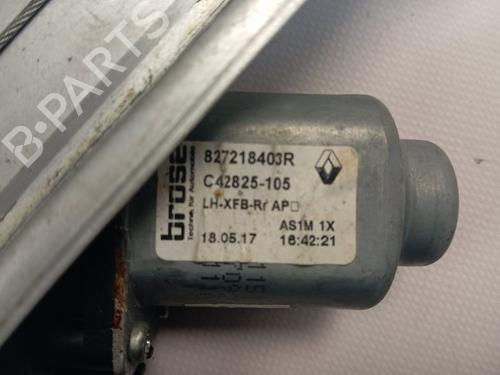 B-PARTS
brose
Technik für Automobile
827218403R
C42825-105
LH-XFB-Rr AP
AS1M 1X
18.05.17 16:42:21